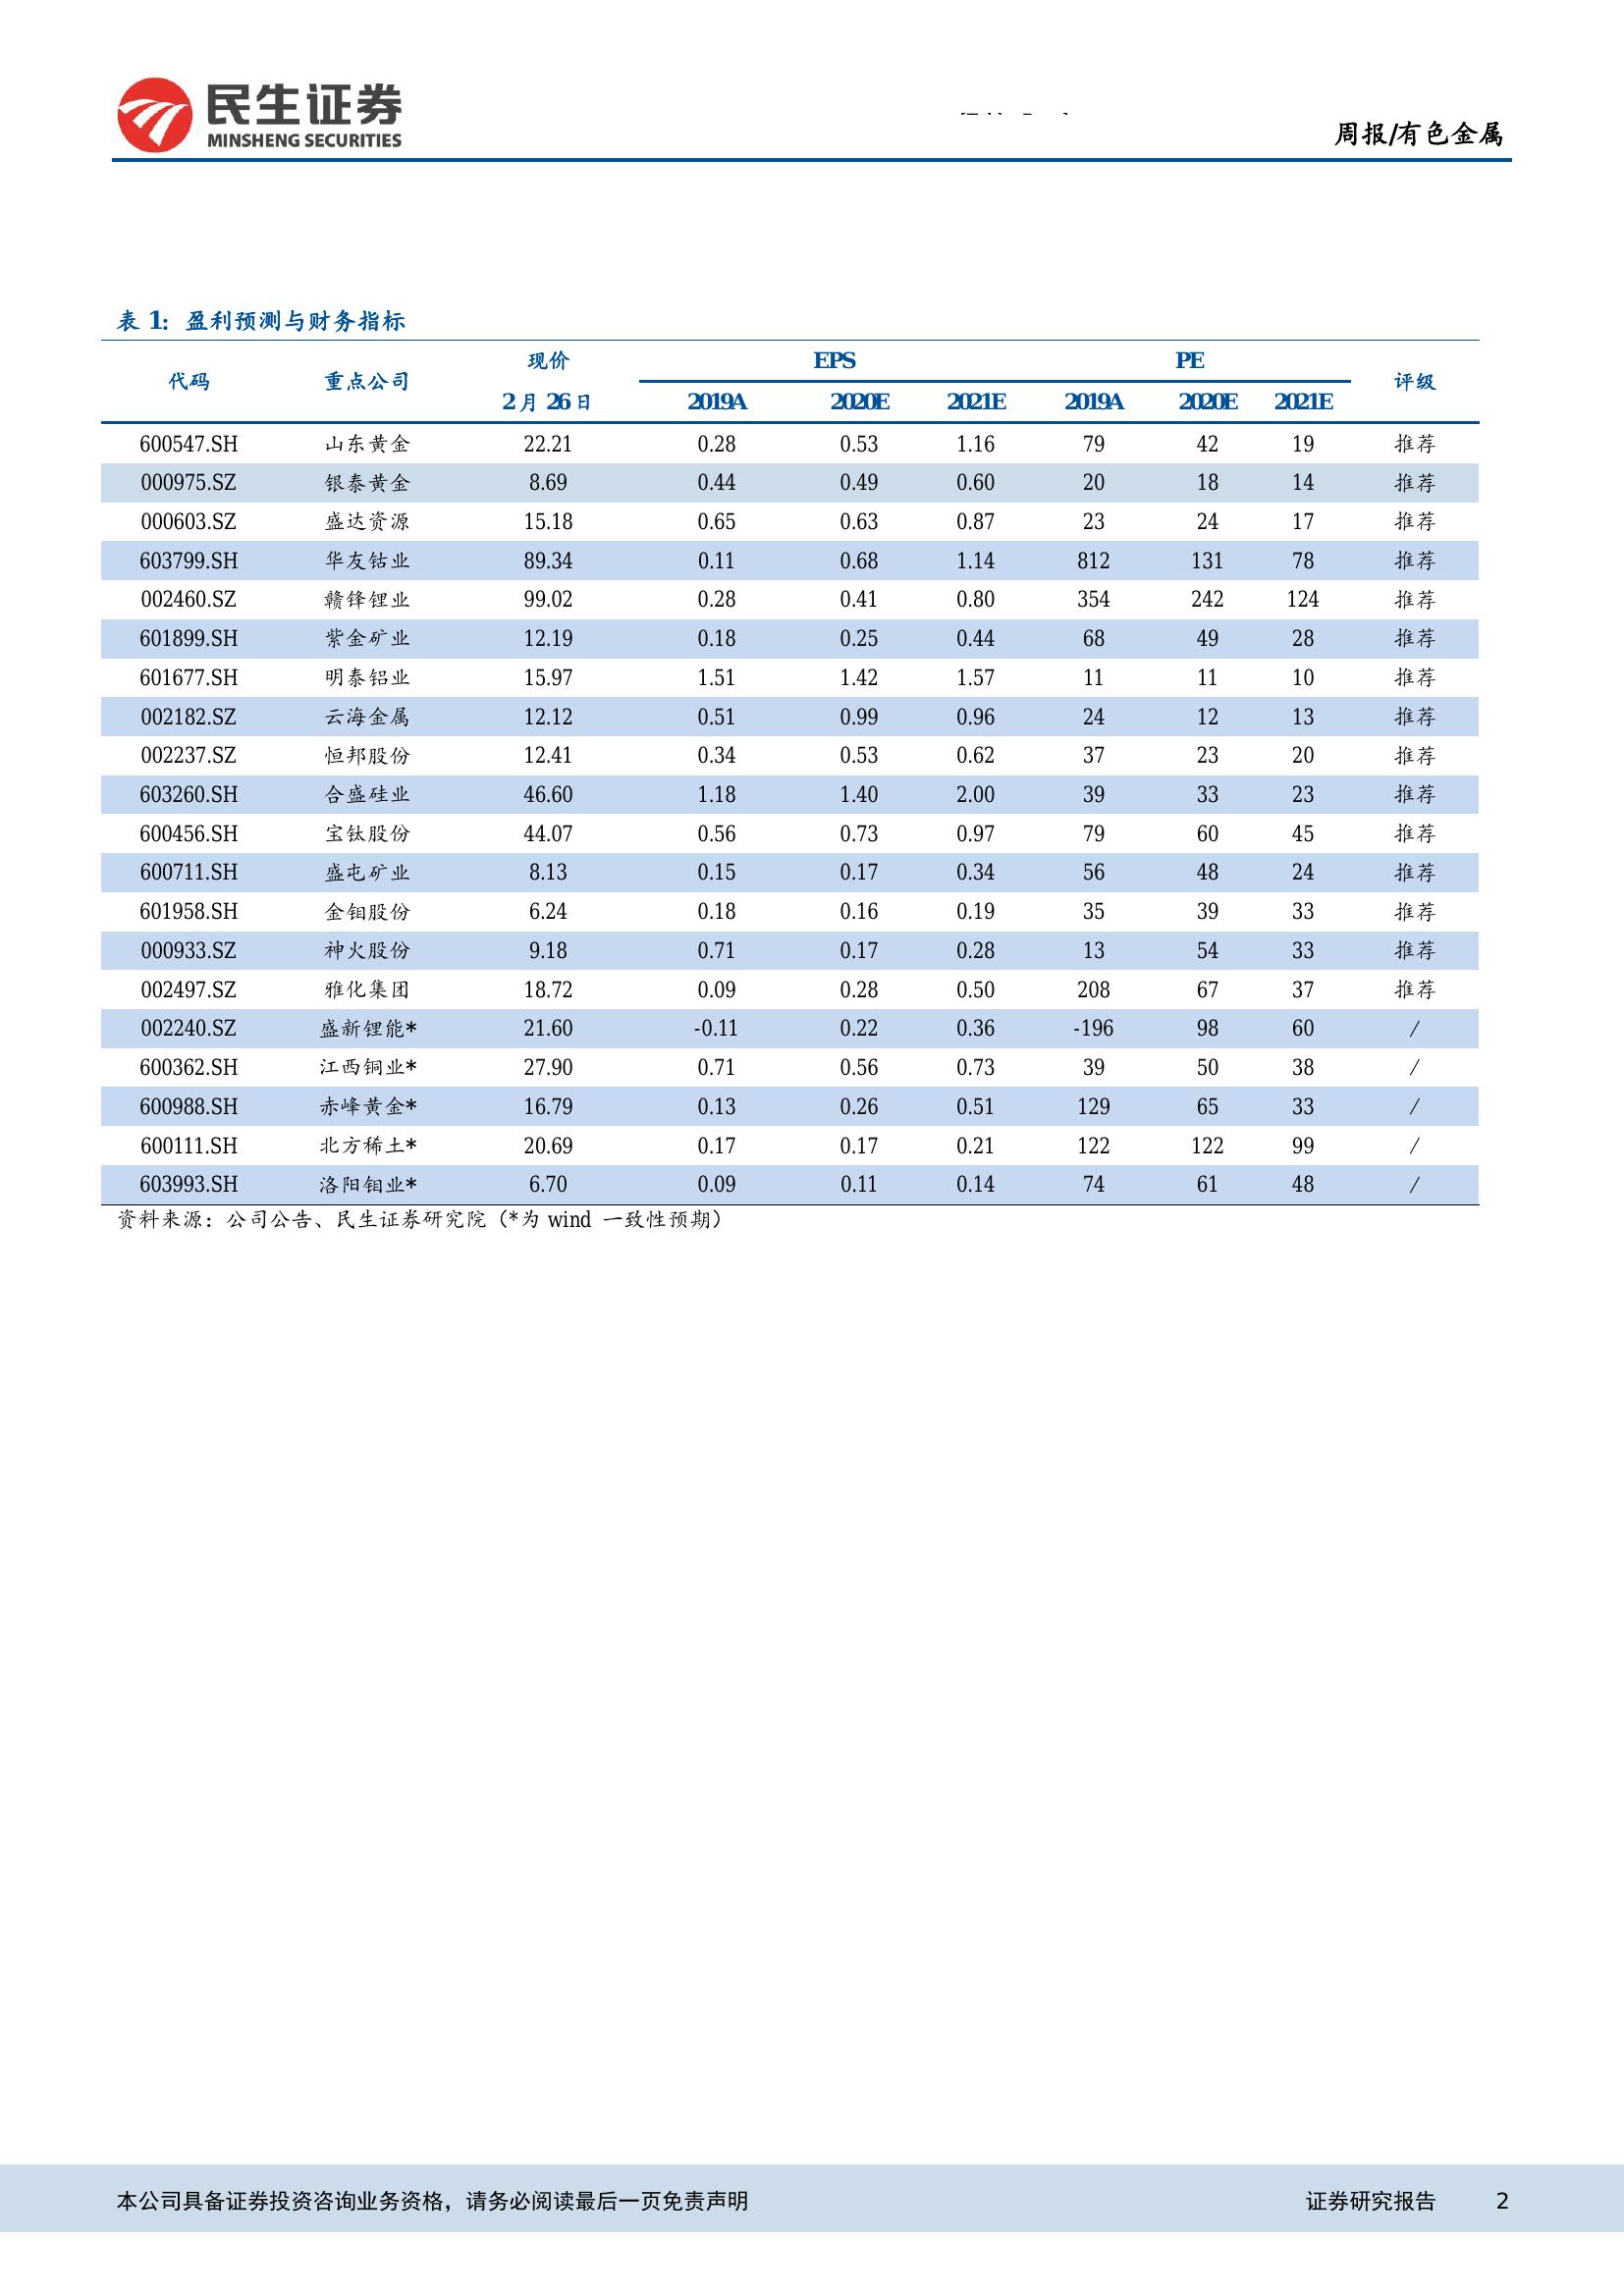 民生证券
MINSHENG SECURITIES
周报/有色金属
表 1：盈利预测与财务指标
代码 重点公司 现价 EPS PE 评级
2 月 26 日 2019A 2020E 2021E 2019A 2020E 2021E
600547.SH 山东黄金 22.21 0.28 0.53 1.16 79 42 19 推荐
000975.SZ 银泰黄金 8.69 0.44 0.49 0.60 20 18 14 推荐
000603.SZ 盛达资源 15.18 0.65 0.63 0.87 23 24 17 推荐
603799.SH 华友钴业 89.34 0.11 0.68 1.14 812 131 78 推荐
002460.SZ 赣锋锂业 99.02 0.28 0.41 0.80 354 242 124 推荐
601899.SH 紫金矿业 12.19 0.18 0.25 0.44 68 49 28 推荐
601677.SH 明泰铝业 15.97 1.51 1.42 1.57 11 11 10 推荐
002182.SZ 云海金属 12.12 0.51 0.99 0.96 24 12 13 推荐
002237.SZ 恒邦股份 12.41 0.34 0.53 0.62 37 23 20 推荐
603260.SH 合盛硅业 46.60 1.18 1.40 2.00 39 33 23 推荐
600456.SH 宝钛股份 44.07 0.56 0.73 0.97 79 60 45 推荐
600711.SH 盛屯矿业 8.13 0.15 0.17 0.34 56 48 24 推荐
601958.SH 金钼股份 6.24 0.18 0.16 0.19 35 39 33 推荐
000933.SZ 神火股份 9.18 0.71 0.17 0.28 13 54 33 推荐
002497.SZ 雅化集团 18.72 0.09 0.28 0.50 208 67 37 推荐
002240.SZ 盛新锂能* 21.60 -0.11 0.22 0.36 -196 98 60 /
600362.SH 江西铜业* 27.90 0.71 0.56 0.73 39 50 38 /
600988.SH 赤峰黄金* 16.79 0.13 0.26 0.51 129 65 33 /
600111.SH 北方稀土* 20.69 0.17 0.17 0.21 122 122 99 /
603993.SH 洛阳钼业* 6.70 0.09 0.11 0.14 74 61 48 /
资料来源：公司公告、民生证券研究院（*为 wind 一致性预期）
本公司具备证券投资咨询业务资格，请务必阅读最后一页免责声明 证券研究报告 2